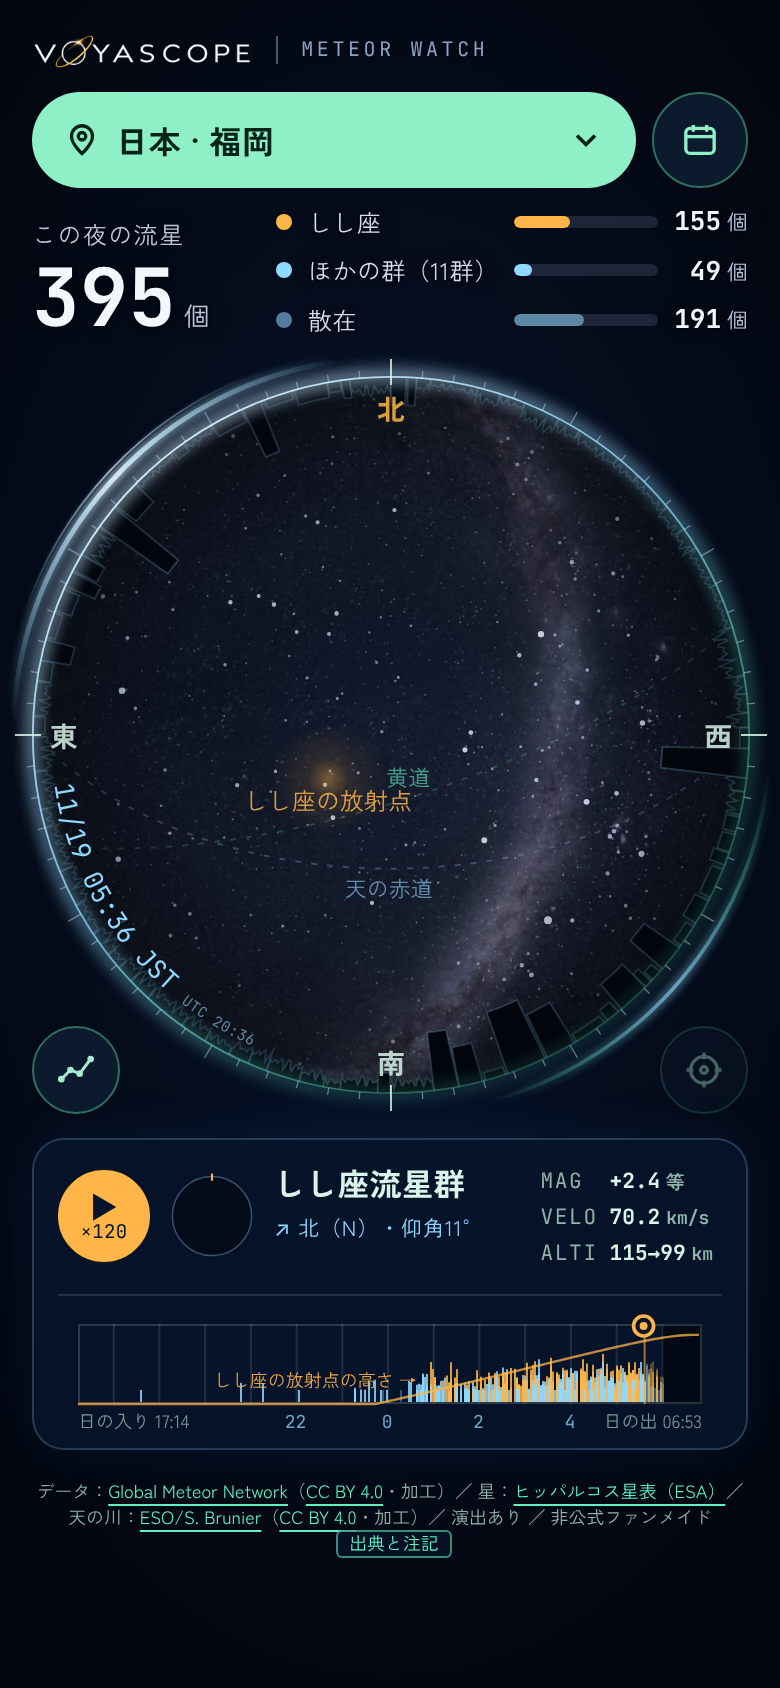 VOYASCOPE METEOR WATCH
日本・福岡
この夜の流星
395 個
しし座 155 個
ほかの群（11群） 49 個
散在 191 個
北
東
西
黄道
しし座の放射点
天の赤道
11/19 05:36 JST
UTC 20:36
南
×120
しし座流星群
↗ 北（N）・仰角11°
MAG +2.4 等
VELO 70.2 km/s
ALTI 115→99 km
しし座の放射点の高さ →
日の入り 17:14 22 0 2 4 日の出 06:53
データ：Global Meteor Network（CC BY 4.0・加工）／ 星：ヒッパルコス星表（ESA）／
天の川：ESO/S. Brunier（CC BY 4.0・加工）／ 演出あり ／ 非公式ファンメイド
出典と注記